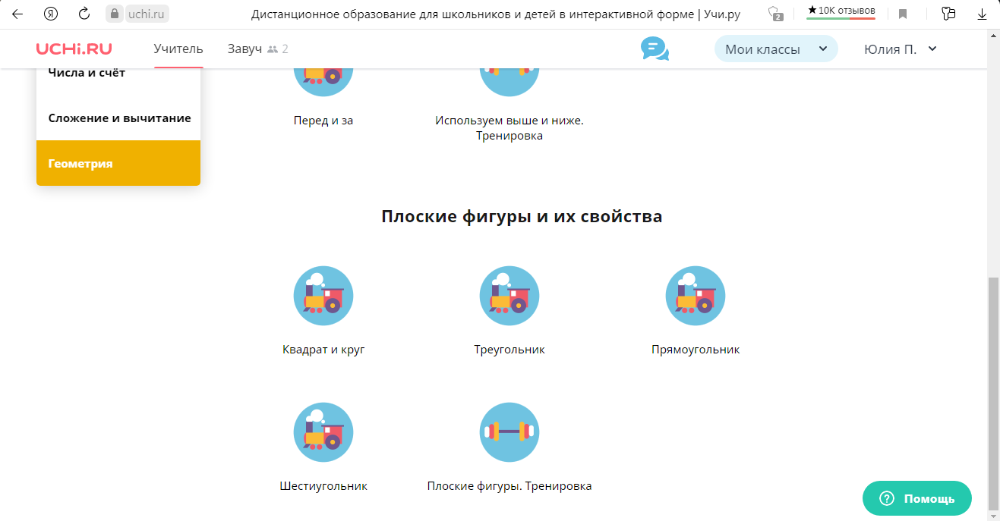 Я
uchi.ru
Дистанционное образование для школьников и детей в интерактивной форме | Учи.ру
2
★10K отзывов
UCHi.RU
Учитель
Завуч 2
Мои классы
Юлия П.
Числа и счёт
Сложение и вычитание
Геометрия
Перед и за
Используем выше и ниже.
Тренировка
Плоские фигуры и их свойства
Квадрат и круг
Треугольник
Прямоугольник
Шестиугольник
Плоские фигуры. Тренировка
? Помощь